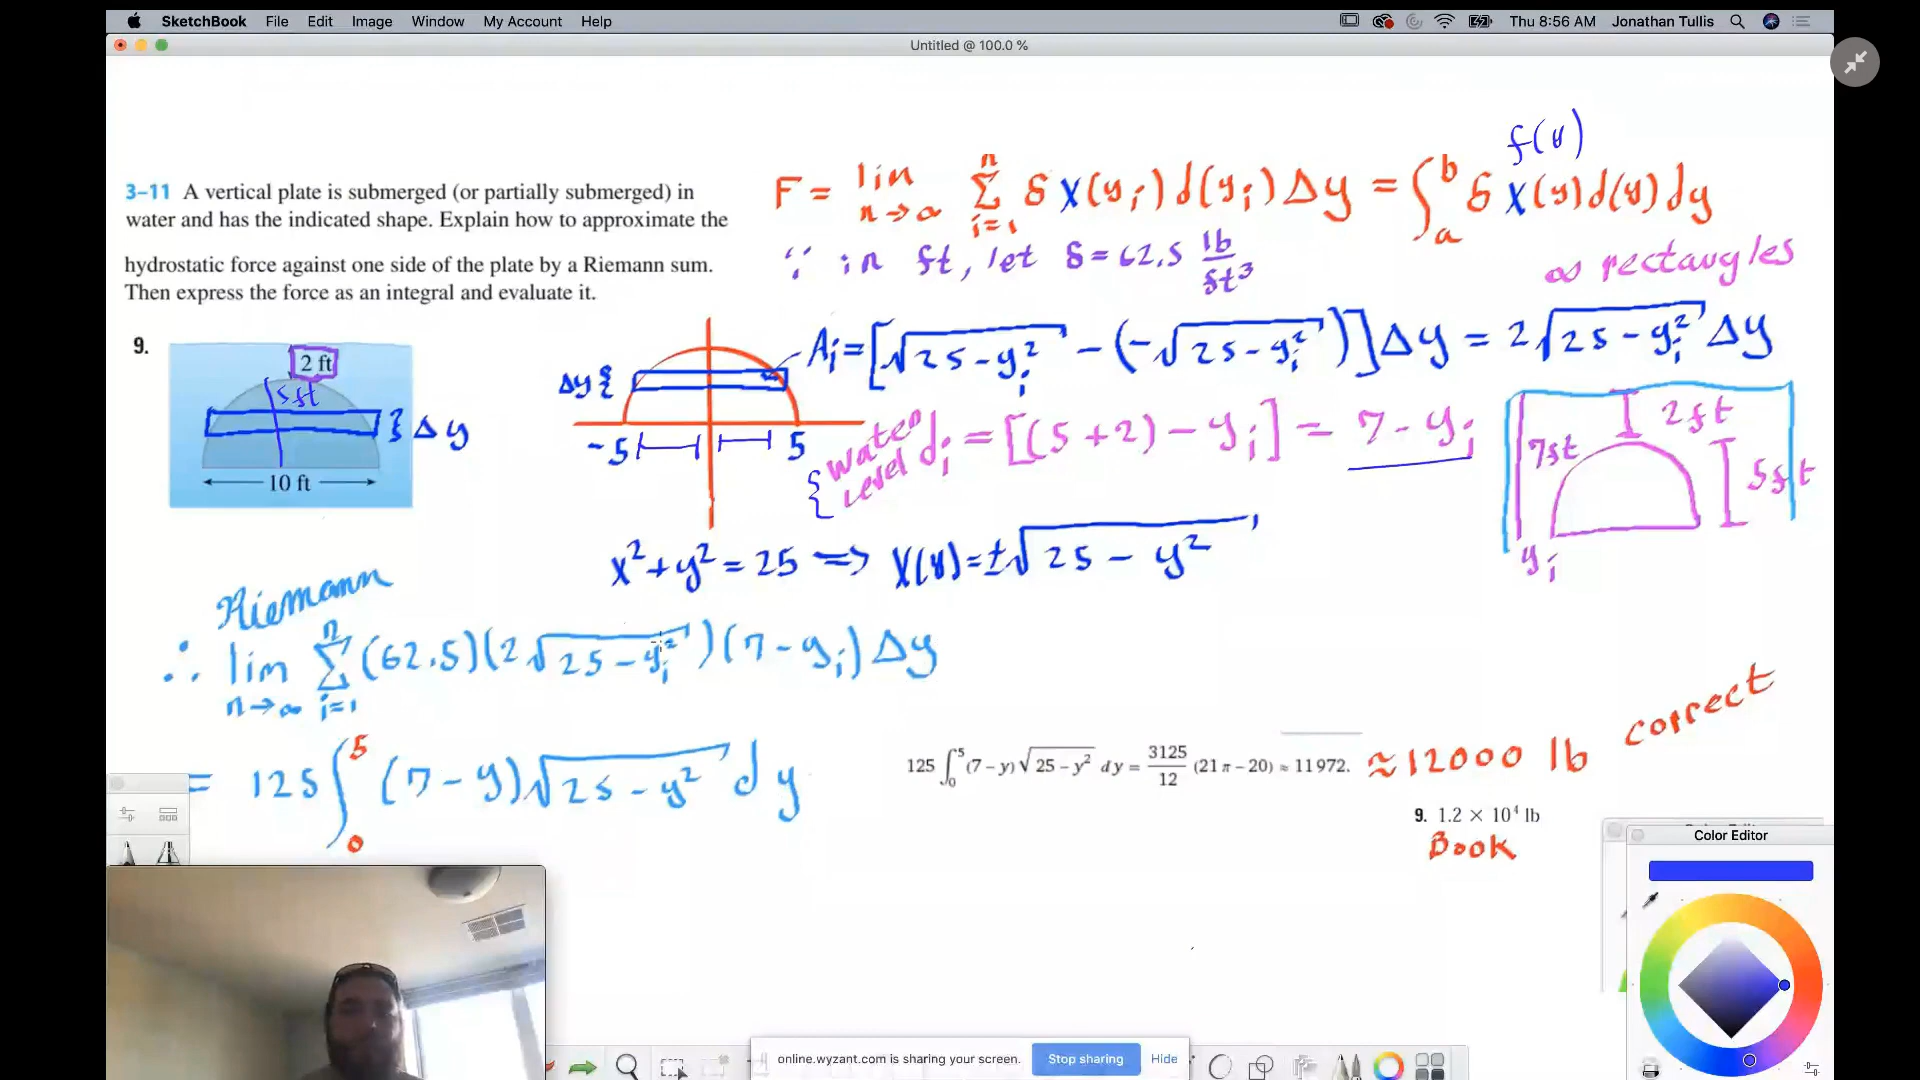 SketchBook File Edit Image Window My Account Help Thu 8:56 AM Jonathan Tullis
Untitled @ 100.0 %
f(y)
F = lim n→∞ n Σ i=1 δ x(yᵢ) d(yᵢ) Δy = ∫ₐᵇ δ x(y) d(y) dy
3–11 A vertical plate is submerged (or partially submerged) in
water and has the indicated shape. Explain how to approximate the
hydrostatic force against one side of the plate by a Riemann sum.
Then express the force as an integral and evaluate it.
∵ in ft, let δ = 62.5 lb/ft³
∞ rectangles
9.
2 ft
5 ft
Δy
10 ft
Δy
-5 5
Aᵢ = [√25-yᵢ² - (-√25-yᵢ²)] Δy = 2√25-yᵢ² Δy
water level dᵢ = [(5+2) - yᵢ] = 7 - yᵢ
2ft
7ft
5ft
yᵢ
x² + y² = 25 ⇒ x(y) = ±√25 - y²
Riemann
∴ lim n→∞ n Σ i=1 (62.5)(2√25-yᵢ²)(7-yᵢ) Δy
= 125 ∫₀⁵ (7-y)√25-y² dy
125 ∫₀⁵ (7 − y)√25 − y² dy = 3125/12 (21π − 20) ≈ 11972. ≈ 12000 lb correct
9. 1.2 × 10⁴ lb
Book
Color Editor
online.wyzant.com is sharing your screen. Stop sharing Hide